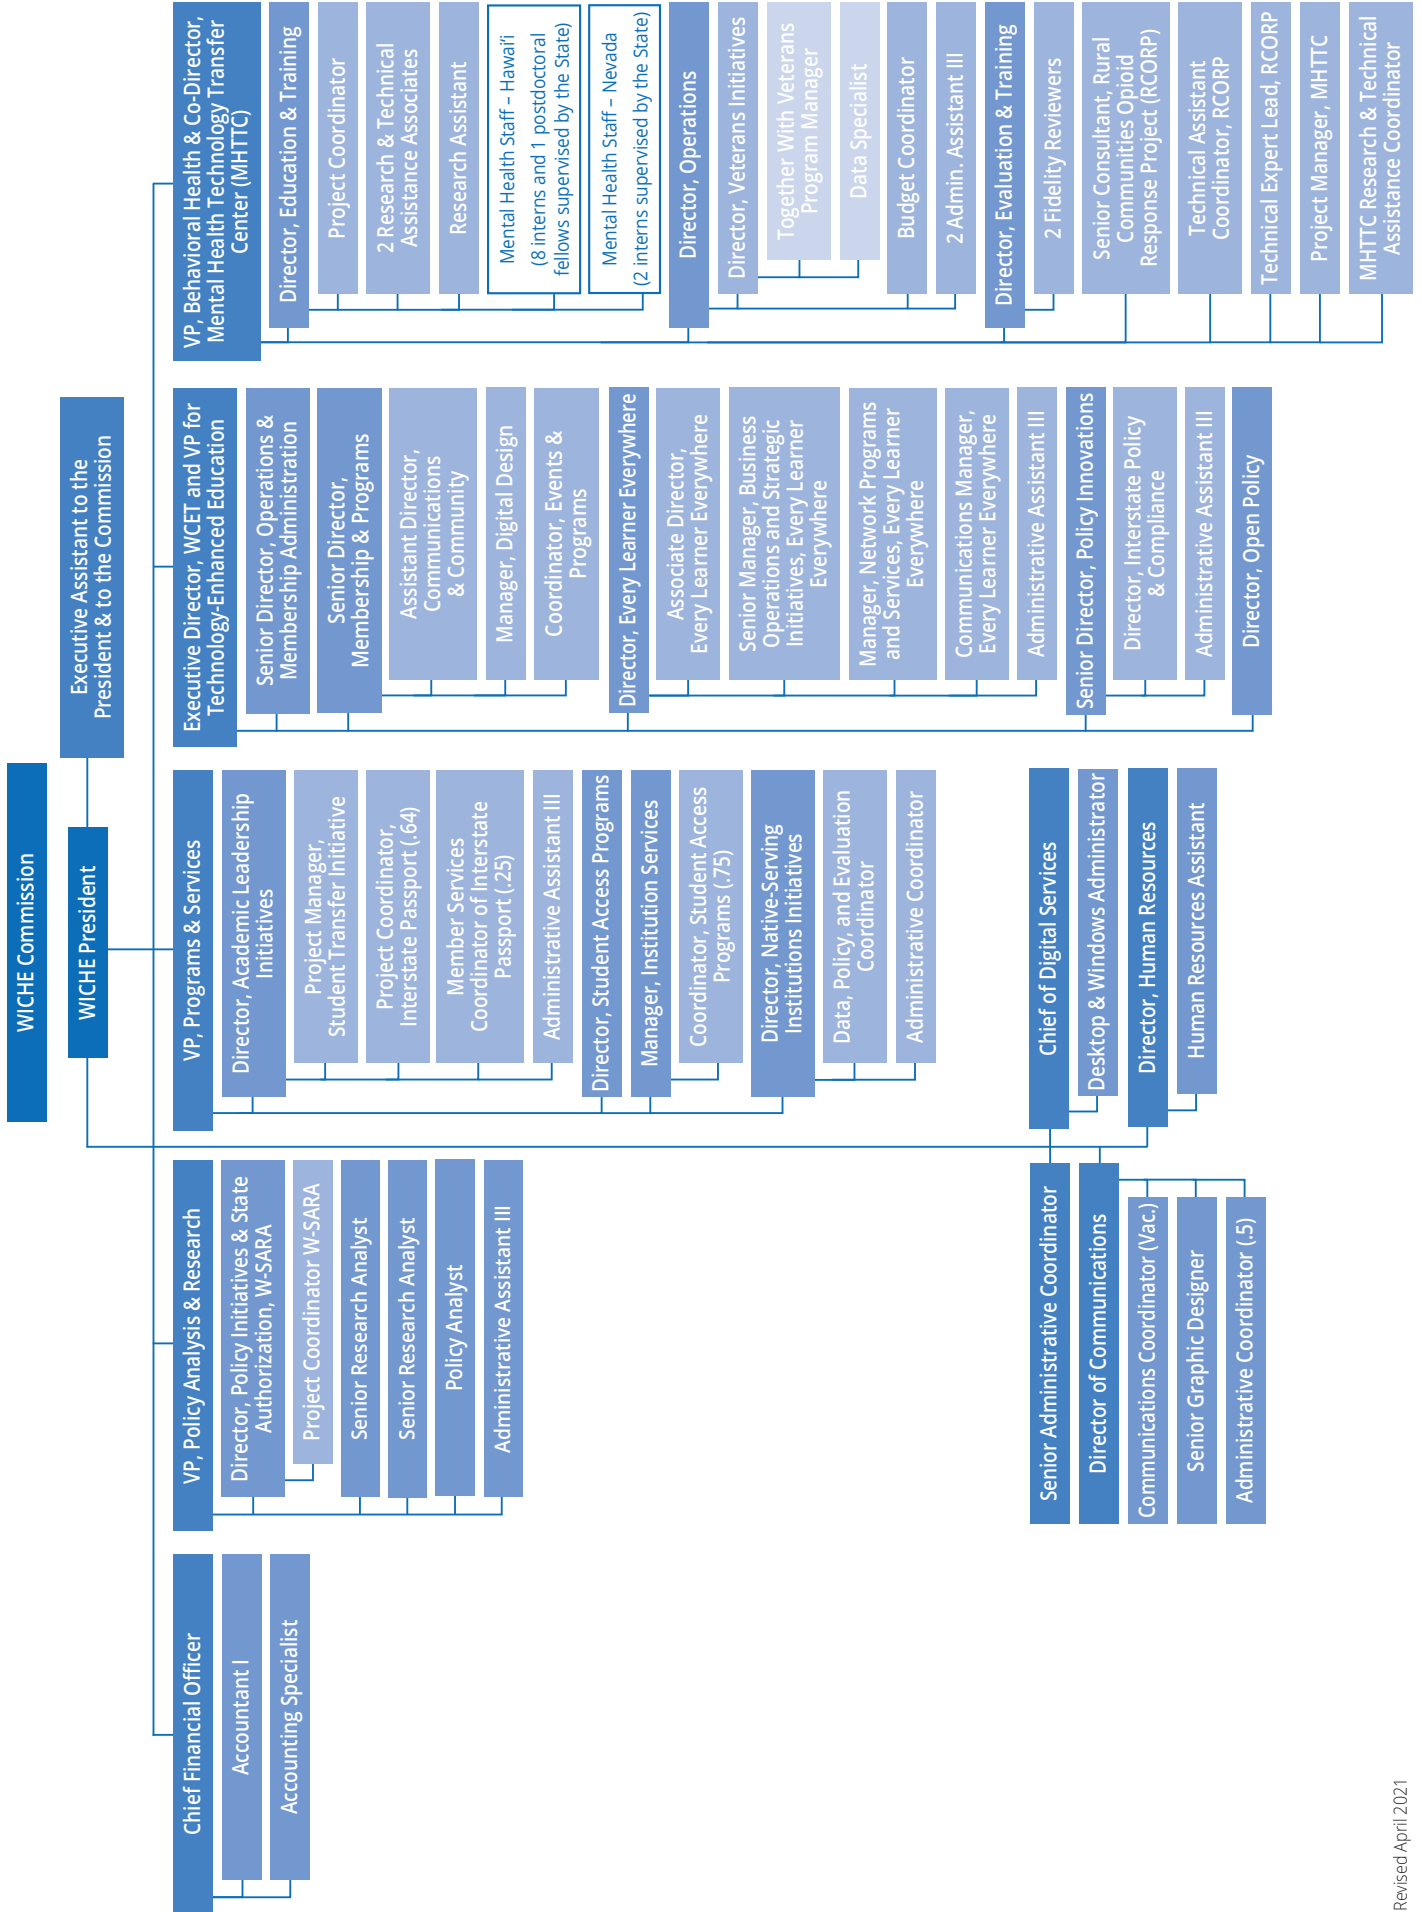 WICHE Commission
WICHE President
Executive Assistant to the
President & to the Commission
Chief Financial Officer
Accountant I
Accounting Specialist
VP, Policy Analysis & Research
Director, Policy Initiatives & State
Authorization, W-SARA
Project Coordinator W-SARA
Senior Research Analyst
Senior Research Analyst
Policy Analyst
Administrative Assistant III
VP, Programs & Services
Director, Academic Leadership
Initiatives
Project Manager,
Student Transfer Initiative
Project Coordinator,
Interstate Passport (.64)
Member Services
Coordinator of Interstate
Passport (.25)
Administrative Assistant III
Director, Student Access Programs
Manager, Institution Services
Coordinator, Student Access
Programs (.75)
Director, Native-Serving
Institutions Initiatives
Data, Policy, and Evaluation
Coordinator
Administrative Coordinator
Executive Director, WCET and VP for
Technology-Enhanced Education
Senior Director, Operations &
Membership Administration
Senior Director,
Membership & Programs
Assistant Director,
Communications
& Community
Manager, Digital Design
Coordinator, Events &
Programs
Director, Every Learner Everywhere
Associate Director,
Every Learner Everywhere
Senior Manager, Business
Operations and Strategic
Initiatives, Every Learner
Everywhere
Manager, Network Programs
and Services, Every Learner
Everywhere
Communications Manager,
Every Learner Everywhere
Administrative Assistant III
Senior Director, Policy Innovations
Director, Interstate Policy
& Compliance
Administrative Assistant III
Director, Open Policy
VP, Behavioral Health & Co-Director,
Mental Health Technology Transfer
Center (MHTTC)
Director, Education & Training
Project Coordinator
2 Research & Technical
Assistance Associates
Research Assistant
Mental Health Staff – Hawai‘i
(8 interns and 1 postdoctoral
fellows supervised by the State)
Mental Health Staff – Nevada
(2 interns supervised by the State)
Director, Operations
Director, Veterans Initiatives
Together With Veterans
Program Manager
Data Specialist
Budget Coordinator
2 Admin. Assistant III
Director, Evaluation & Training
2 Fidelity Reviewers
Senior Consultant, Rural
Communities Opioid
Response Project (RCORP)
Technical Assistant
Coordinator, RCORP
Technical Expert Lead, RCORP
Project Manager, MHTTC
MHTTC Research & Technical
Assistance Coordinator
Senior Administrative Coordinator
Director of Communications
Communications Coordinator (Vac.)
Senior Graphic Designer
Administrative Coordinator (.5)
Chief of Digital Services
Desktop & Windows Administrator
Director, Human Resources
Human Resources Assistant
Revised April 2021